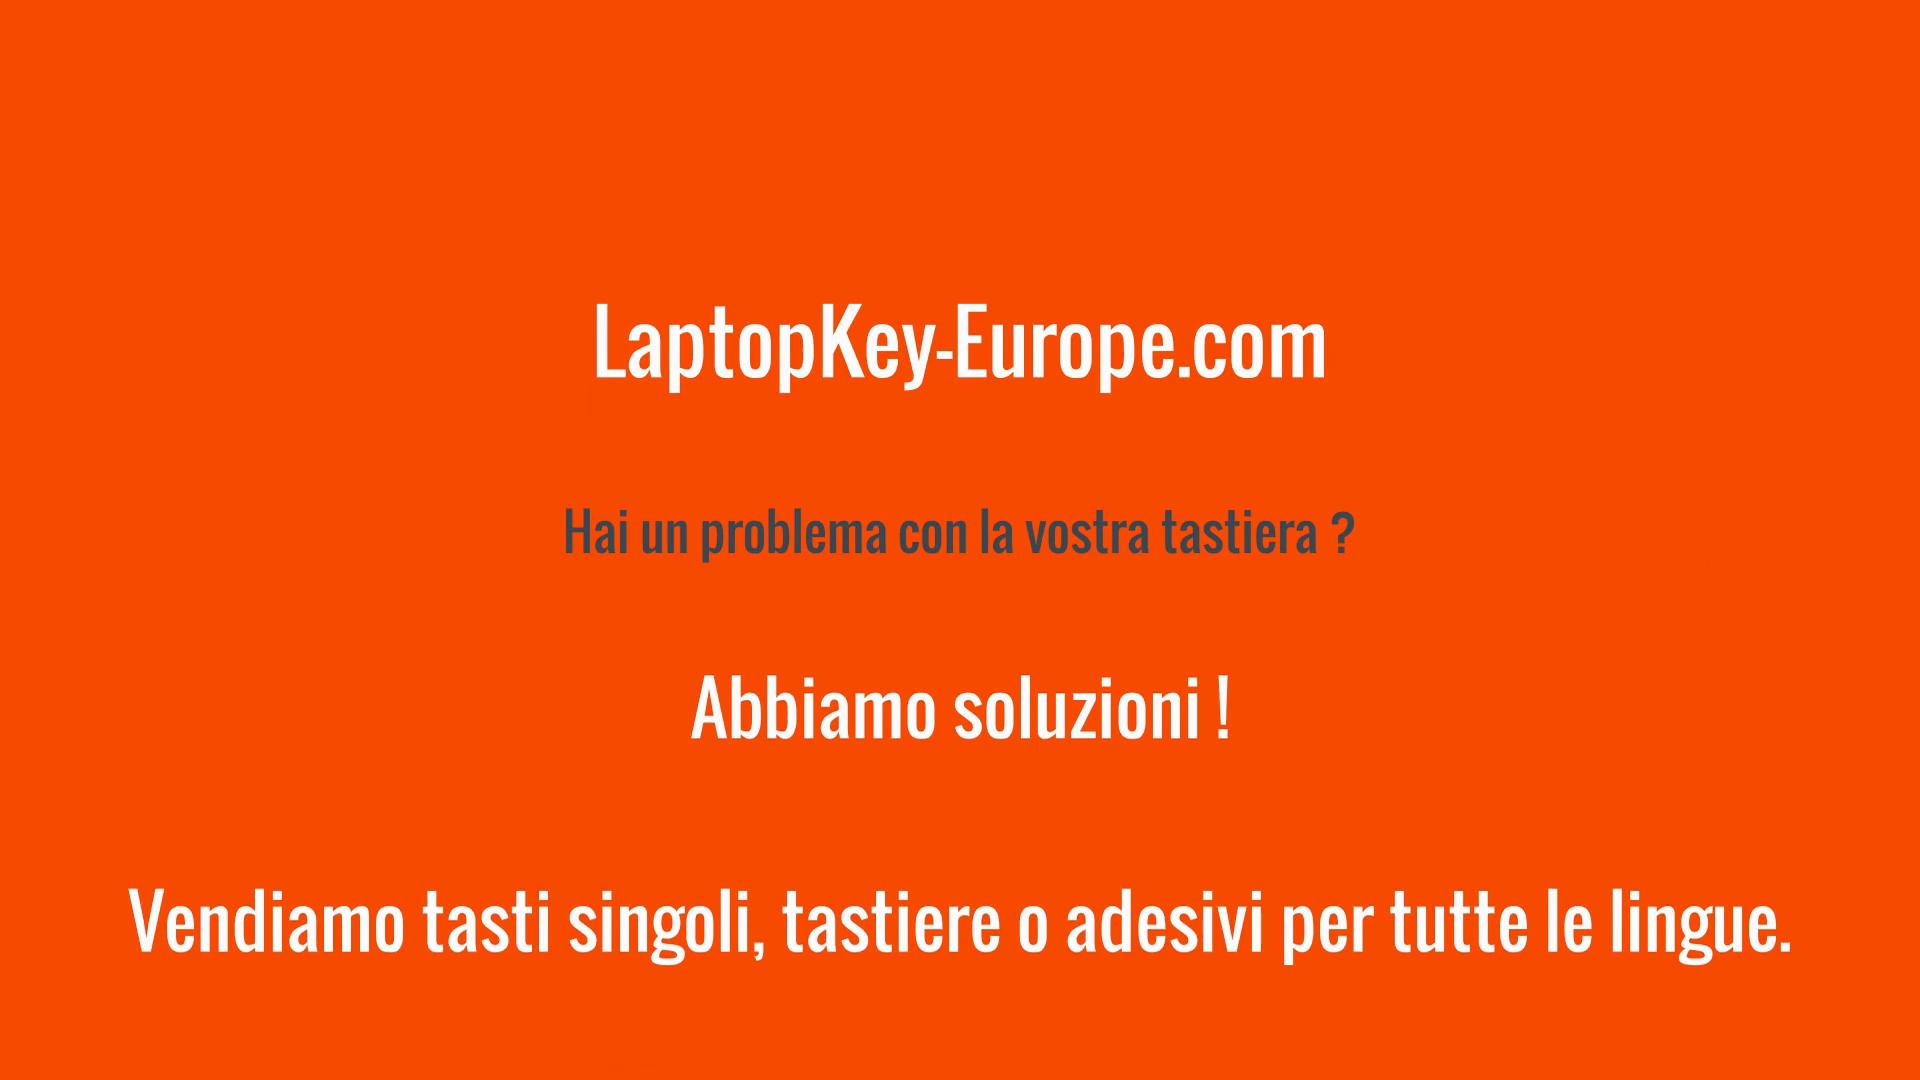 LaptopKey-Europe.com
Hai un problema con la vostra tastiera ?
Abbiamo soluzioni !
Vendiamo tasti singoli, tastiere o adesivi per tutte le lingue.